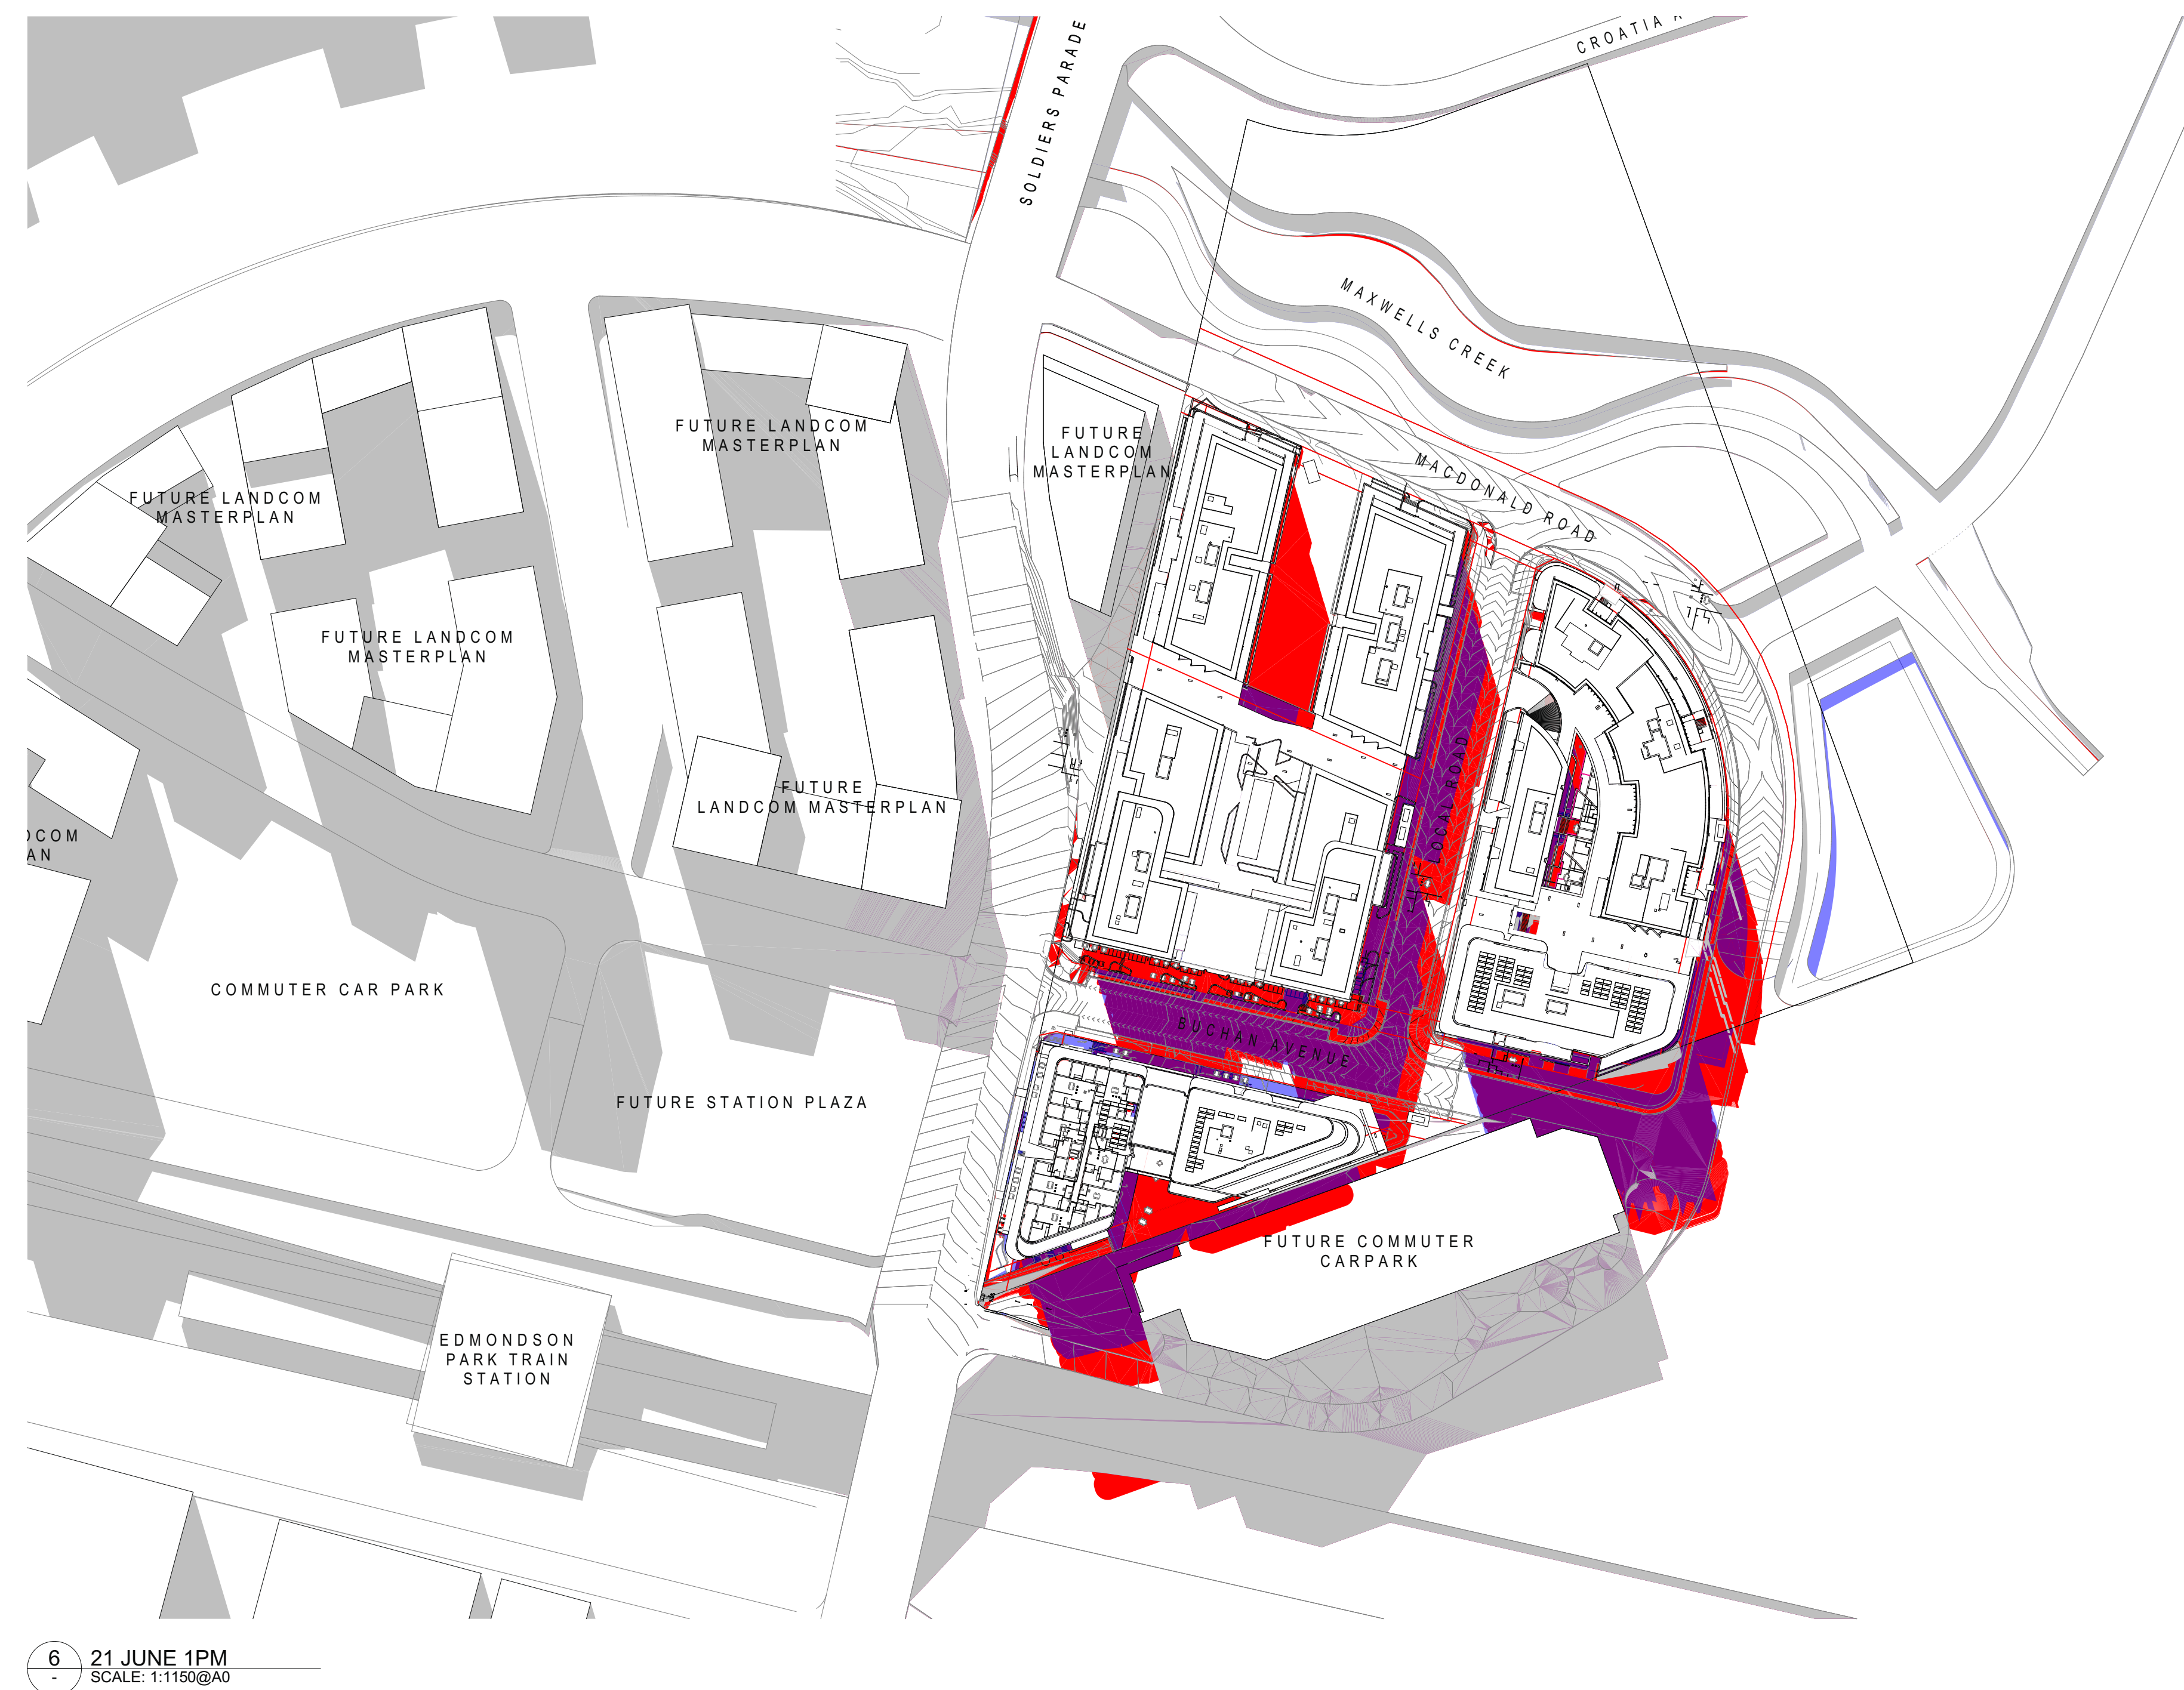 SOLDIERS PARADE
CROATIA
MAXWELLS CREEK
MACDONALD ROAD
FUTURE LANDCOM
MASTERPLAN
FUTURE
LANDCOM
MASTERPLAN
FUTURE LANDCOM
MASTERPLAN
FUTURE LANDCOM
MASTERPLAN
FUTURE
LANDCOM MASTERPLAN
LOCAL ROAD
COMMUTER CAR PARK
BUCHAN AVENUE
FUTURE STATION PLAZA
FUTURE COMMUTER
CARPARK
EDMONDSON
PARK TRAIN
STATION
6
-
21 JUNE 1PM
SCALE: 1:1150@A0